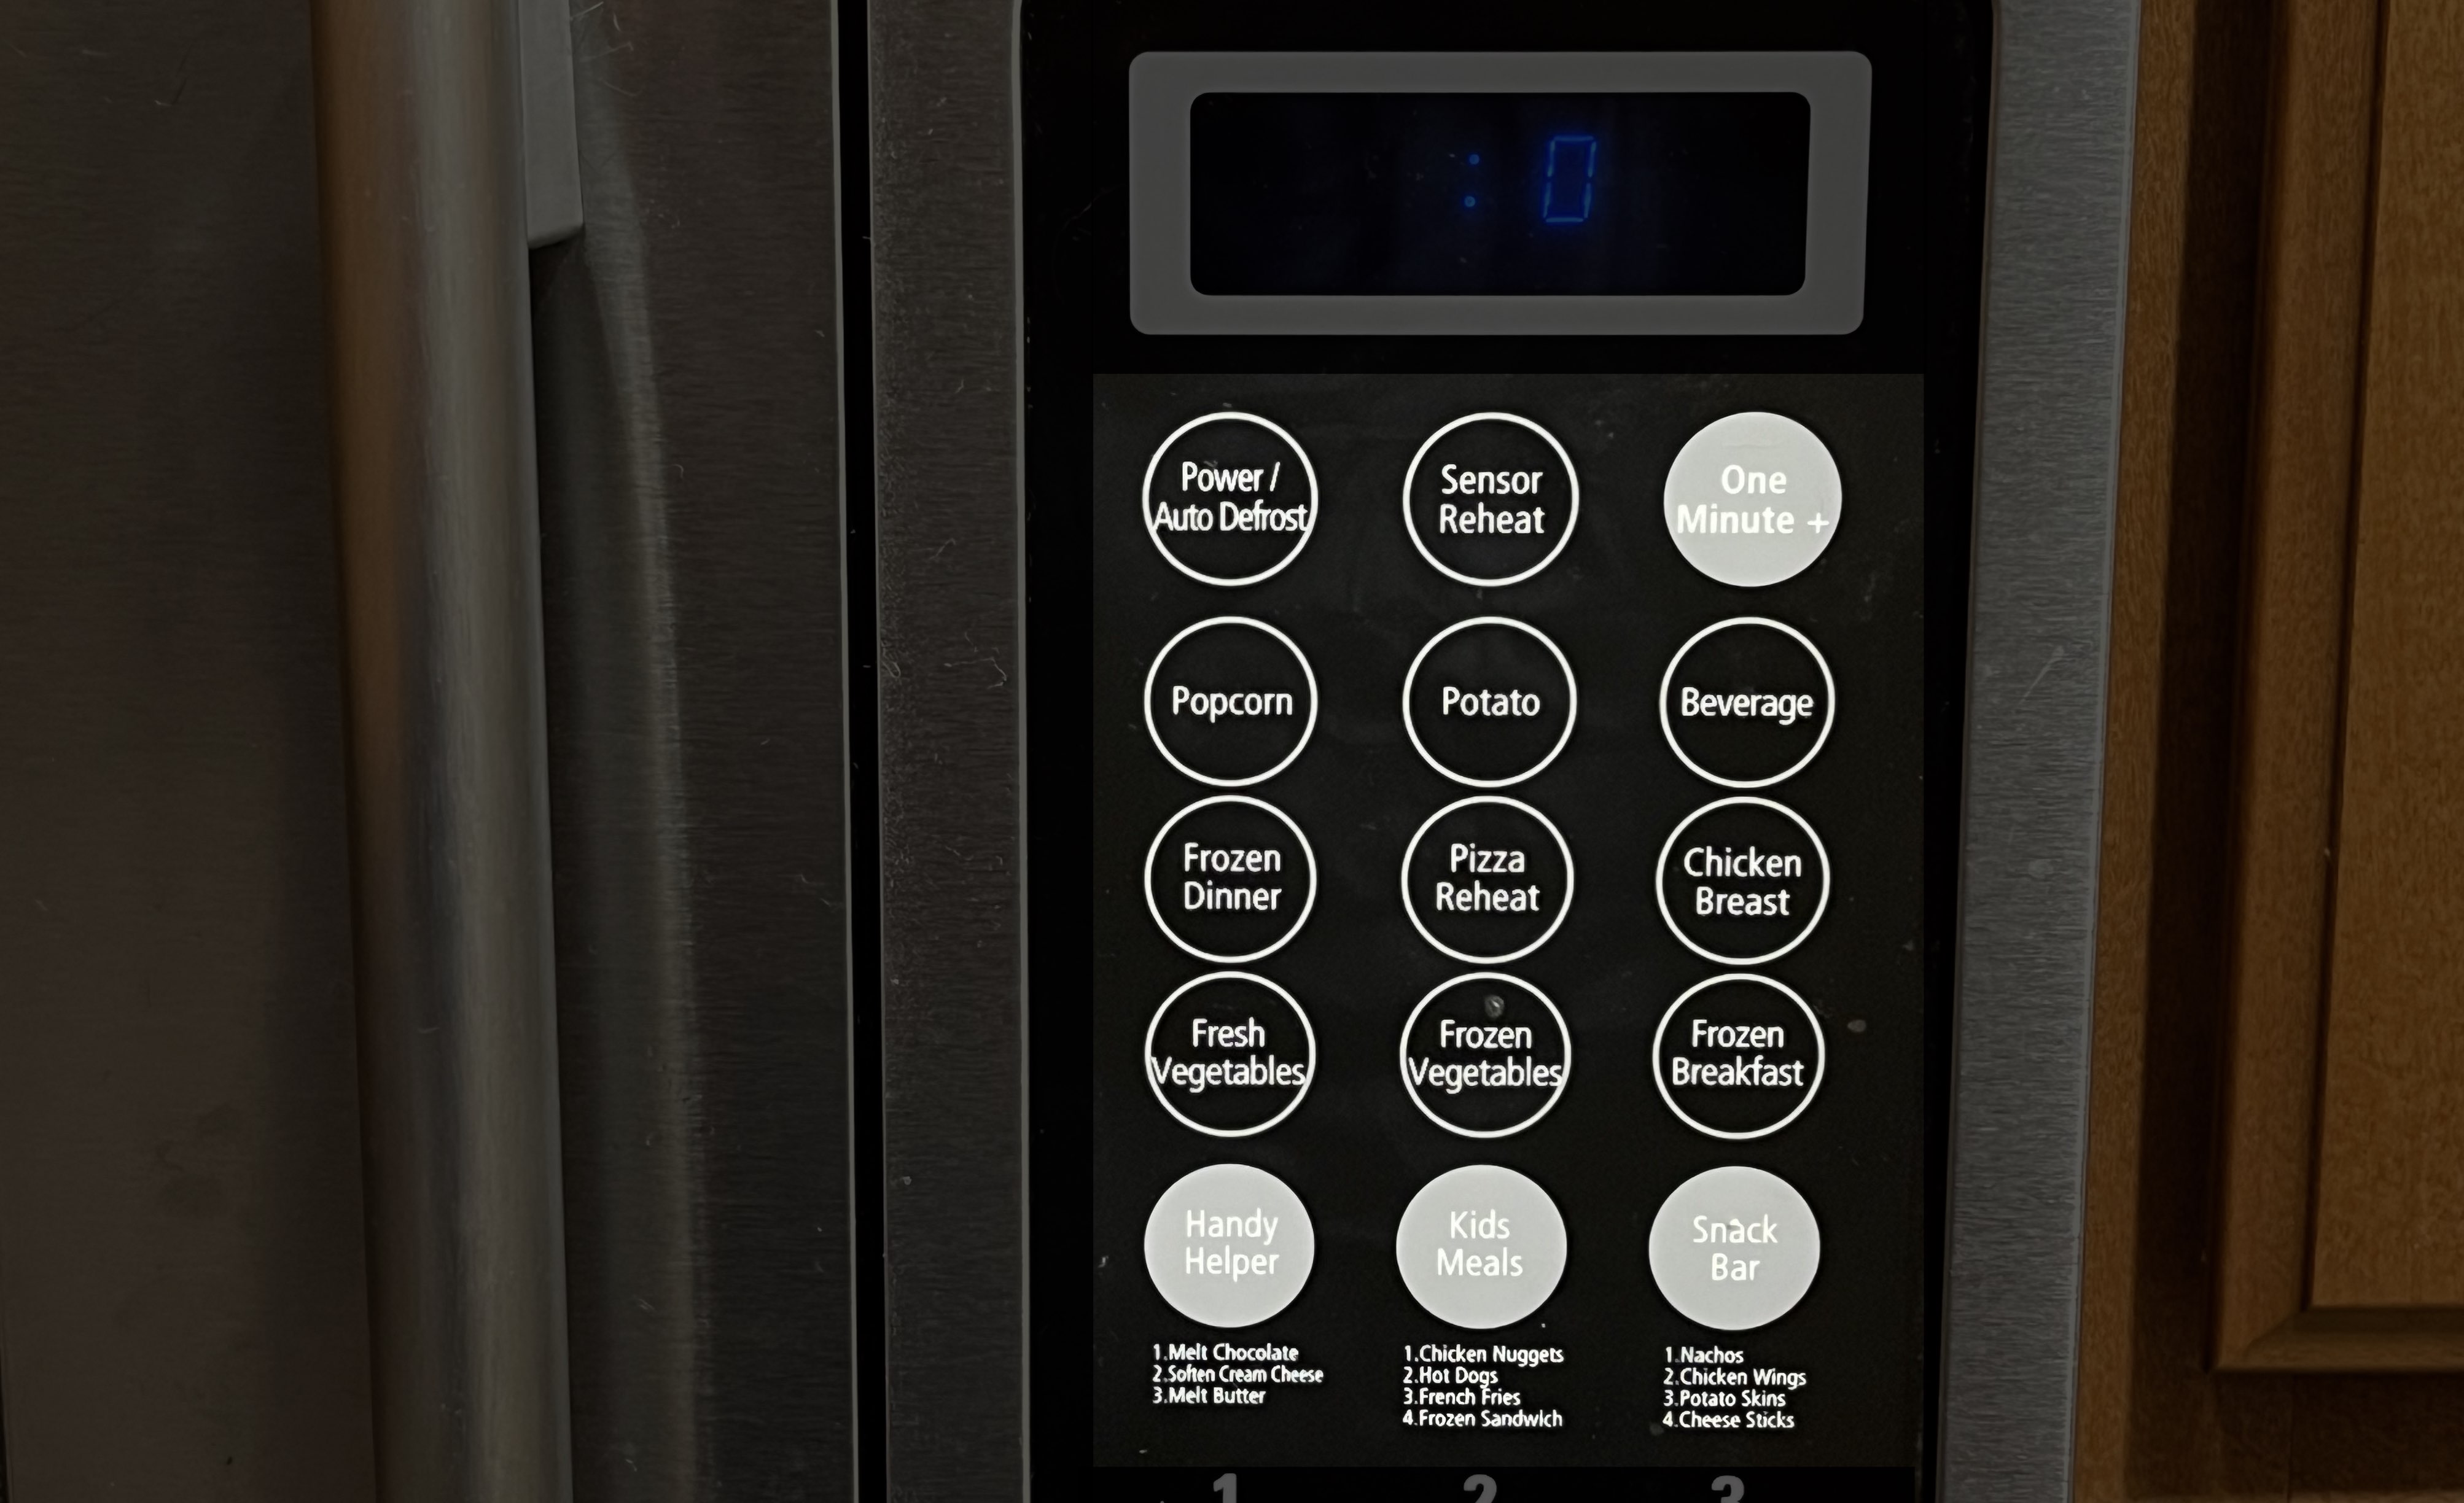 : 0
Power /
Auto Defrost
Sensor
Reheat
One
Minute +
Popcorn
Potato
Beverage
Frozen
Dinner
Pizza
Reheat
Chicken
Breast
Fresh
Vegetables
Frozen
Vegetables
Frozen
Breakfast
Handy
Helper
Kids
Meals
Snack
Bar
1.Melt Chocolate
2.Soften Cream Cheese
3.Melt Butter
1.Chicken Nuggets
2.Hot Dogs
3.French Fries
4.Frozen Sandwich
1.Nachos
2.Chicken Wings
3.Potato Skins
4.Cheese Sticks
1 2 3